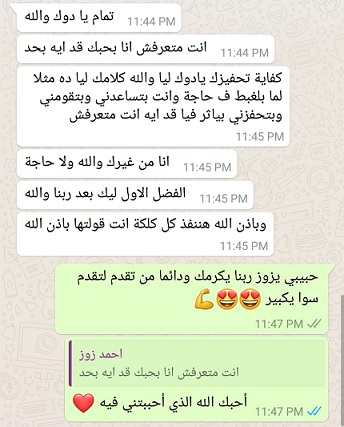 تمام يا دوك والله
11:44 PM
انت متعرفش انا بحبك قد ايه بحد
11:44 PM
كفاية تحفيزك يادوك ليا والله كلامك ليا ده مثلا
لما بلغبط ف حاجة وانت بتساعدني وبتقومني
وبتحفزني بياثر فيا قد ايه انت متعرفش
11:45 PM
انا من غيرك والله ولا حاجة
11:45 PM
الفضل الاول ليك بعد ربنا والله
11:45 PM
وباذن الله هننفذ كل كلكة انت قولتها باذن الله
11:45 PM
حبيبي يزوز ربنا يكرمك ودائما من تقدم لتقدم
سوا يكبير 😍😍💪
11:47 PM
احمد زوز
انت متعرفش انا بحبك قد ايه بحد
أحبك الله الذي أحببتني فيه ❤️
11:47 PM